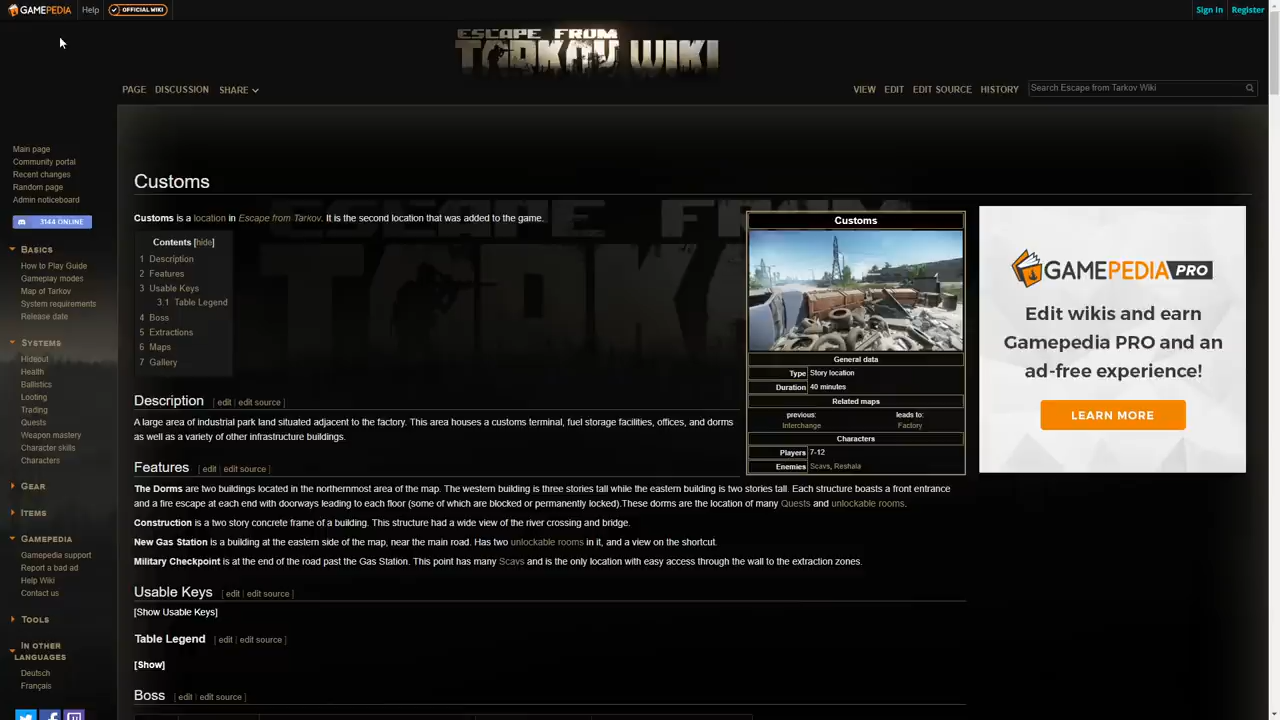 GAMEPEDIA Help OFFICIAL WIKI Sign In Register
ESCAPE FROM
TARKOV WIKI
PAGE DISCUSSION SHARE VIEW EDIT EDIT SOURCE HISTORY Search Escape from Tarkov Wiki
Main page
Community portal
Recent changes
Random page
Admin noticeboard
3144 ONLINE
BASICS
How to Play Guide
Gameplay modes
Map of Tarkov
System requirements
Release date
SYSTEMS
Hideout
Health
Ballistics
Looting
Trading
Quests
Weapon mastery
Character skills
Characters
GEAR
ITEMS
GAMEPEDIA
Gamepedia support
Report a bad ad
Help Wiki
Contact us
TOOLS
IN OTHER
LANGUAGES
Deutsch
Français
Customs
Customs is a location in Escape from Tarkov. It is the second location that was added to the game.
Contents [hide]
1 Description
2 Features
3 Usable Keys
3.1 Table Legend
4 Boss
5 Extractions
6 Maps
7 Gallery
Description [ edit | edit source ]
A large area of industrial park land situated adjacent to the factory. This area houses a customs terminal, fuel storage facilities, offices, and dorms
as well as a variety of other infrastructure buildings.
Features [ edit | edit source ]
The Dorms are two buildings located in the northernmost area of the map. The western building is three stories tall while the eastern building is two stories tall. Each structure boasts a front entrance
and a fire escape at each end with doorways leading to each floor (some of which are blocked or permanently locked).These dorms are the location of many Quests and unlockable rooms.
Construction is a two story concrete frame of a building. This structure had a wide view of the river crossing and bridge.
New Gas Station is a building at the eastern side of the map, near the main road. Has two unlockable rooms in it, and a view on the shortcut.
Military Checkpoint is at the end of the road past the Gas Station. This point has many Scavs and is the only location with easy access through the wall to the extraction zones.
Usable Keys [ edit | edit source ]
[Show Usable Keys]
Table Legend [ edit | edit source ]
[Show]
Boss [ edit | edit source ]
Customs
General data
Type Story location
Duration 40 minutes
Related maps
previous: leads to:
Interchange Factory
Characters
Players 7-12
Enemies Scavs, Reshala
GAMEPEDIA PRO
Edit wikis and earn
Gamepedia PRO and an
ad-free experience!
LEARN MORE
ESCAPE FROM
TARKOV